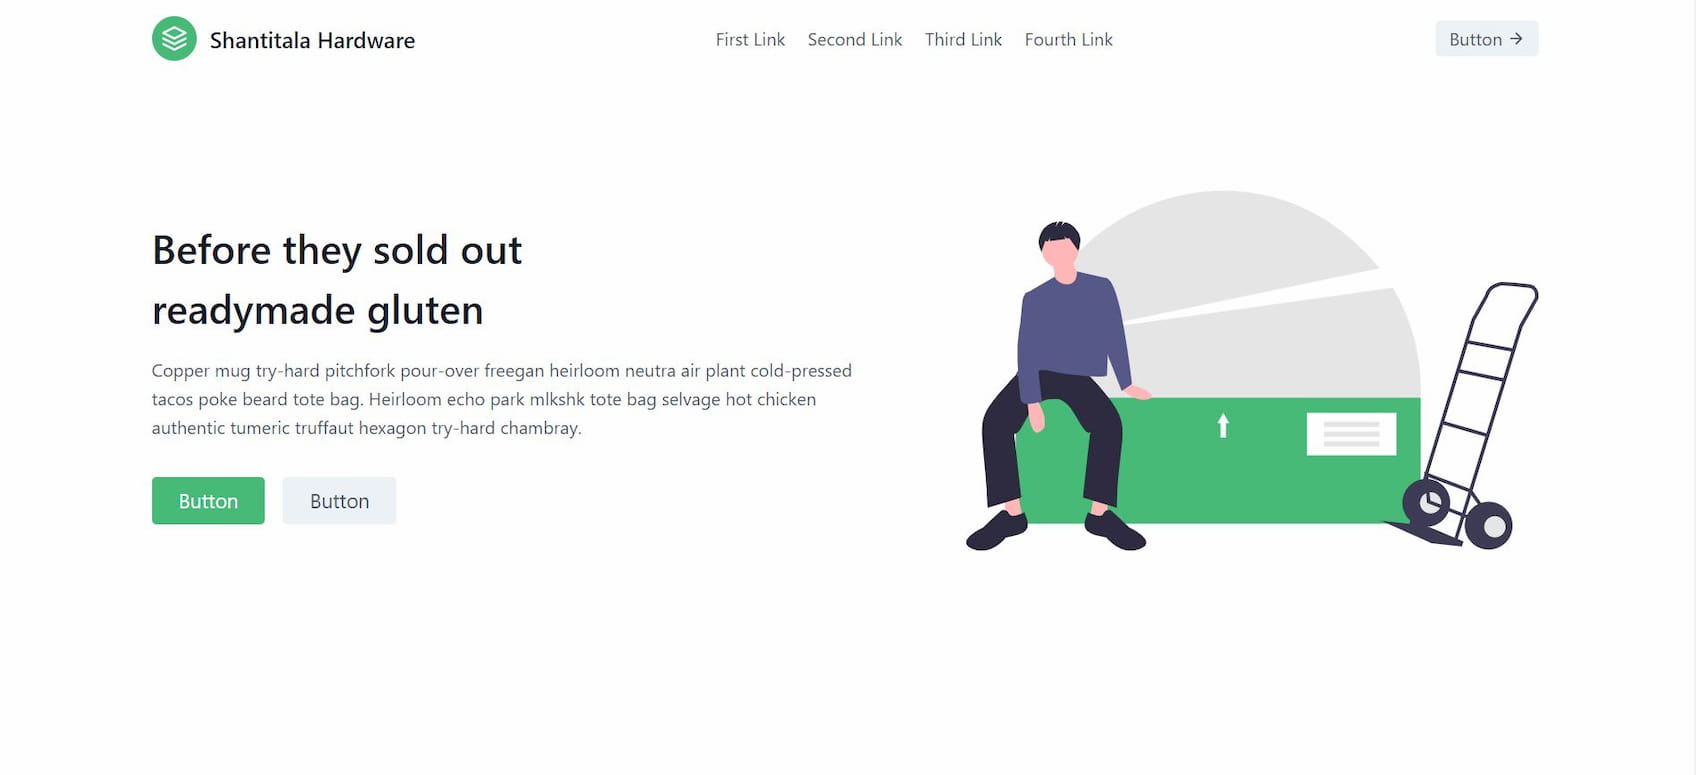 Shantitala Hardware
First Link
Second Link
Third Link
Fourth Link
Button →
Before they sold out
readymade gluten
Copper mug try-hard pitchfork pour-over freegan heirloom neutra air plant cold-pressed
tacos poke beard tote bag. Heirloom echo park mlkshk tote bag selvage hot chicken
authentic tumeric truffaut hexagon try-hard chambray.
Button
Button